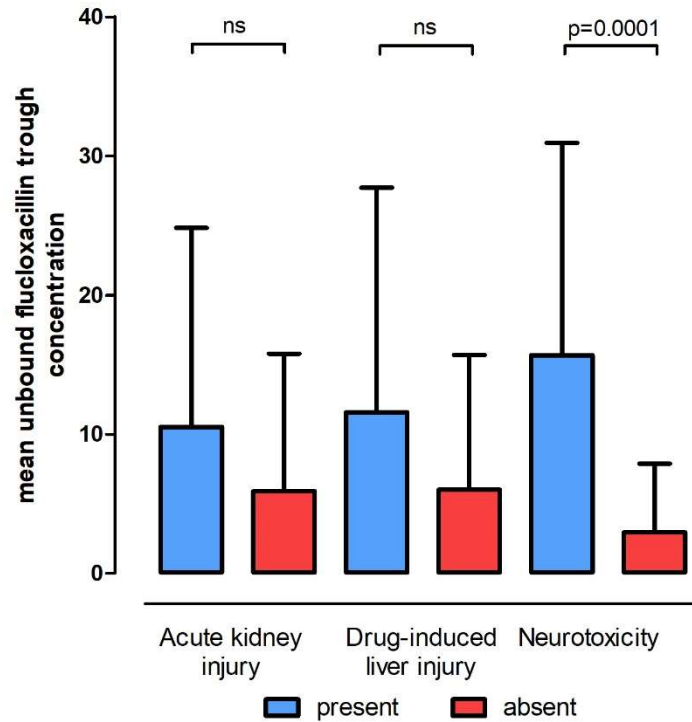 mean unbound flucloxacillin trough
concentration
40
30
20
10
0
ns
ns
p=0.0001
Acute kidney
injury
Drug-induced
liver injury
Neurotoxicity
present
absent